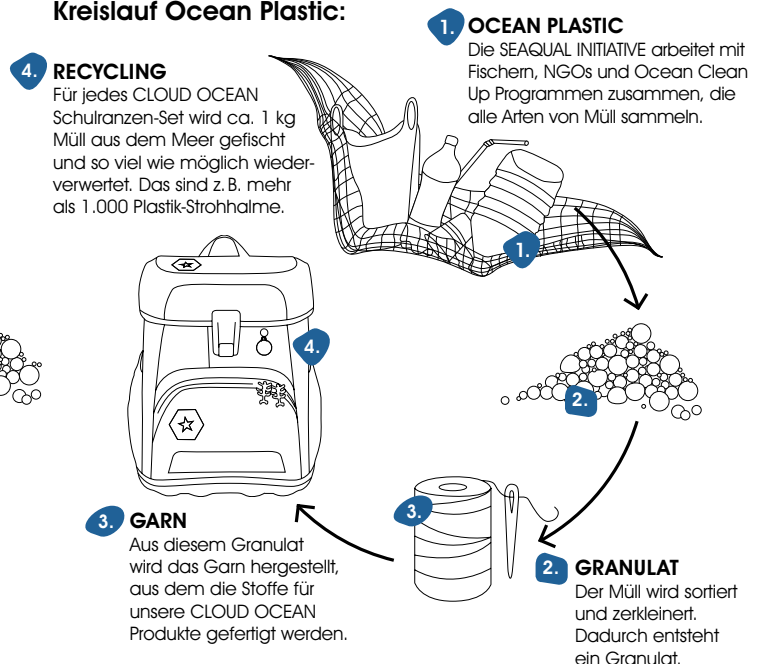 Kreislauf Ocean Plastic:
1. OCEAN PLASTIC
Die SEAQUAL INITIATIVE arbeitet mit
Fischern, NGOs und Ocean Clean
Up Programmen zusammen, die
alle Arten von Müll sammeln.
4. RECYCLING
Für jedes CLOUD OCEAN
Schulranzen-Set wird ca. 1 kg
Müll aus dem Meer gefischt
und so viel wie möglich wieder-
verwertet. Das sind z. B. mehr
als 1.000 Plastik-Strohhalme.
1.
4.
2.
3.
3. GARN
Aus diesem Granulat
wird das Garn hergestellt,
aus dem die Stoffe für
unsere CLOUD OCEAN
Produkte gefertigt werden.
2. GRANULAT
Der Müll wird sortiert
und zerkleinert.
Dadurch entsteht
ein Granulat.